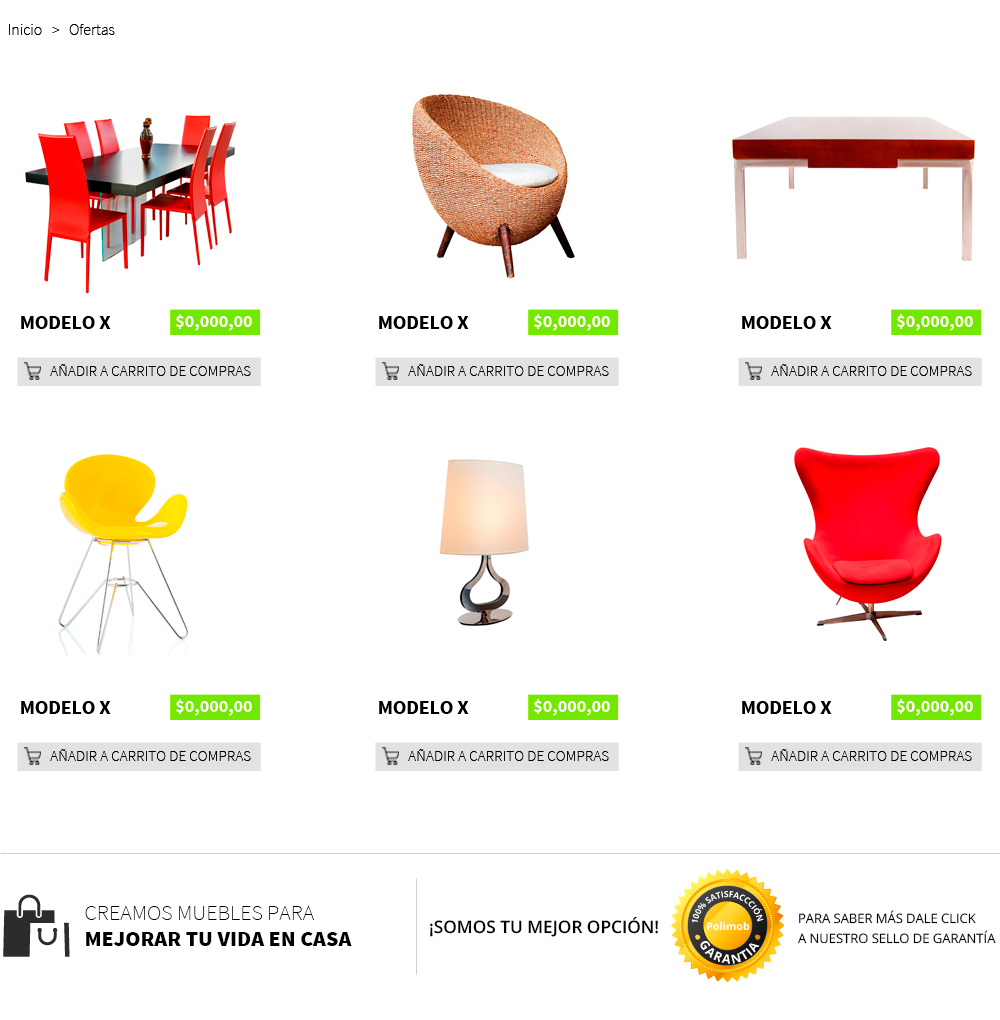 Inicio > Ofertas
MODELO X $0,000,00
MODELO X $0,000,00
MODELO X $0,000,00
AÑADIR A CARRITO DE COMPRAS
AÑADIR A CARRITO DE COMPRAS
AÑADIR A CARRITO DE COMPRAS
MODELO X $0,000,00
MODELO X $0,000,00
MODELO X $0,000,00
AÑADIR A CARRITO DE COMPRAS
AÑADIR A CARRITO DE COMPRAS
AÑADIR A CARRITO DE COMPRAS
CREAMOS MUEBLES PARA
MEJORAR TU VIDA EN CASA
¡SOMOS TU MEJOR OPCIÓN!
100% SATISFACCCIÓN
Polimob
GARANTIA
PARA SABER MÁS DALE CLICK
A NUESTRO SELLO DE GARANTÍA